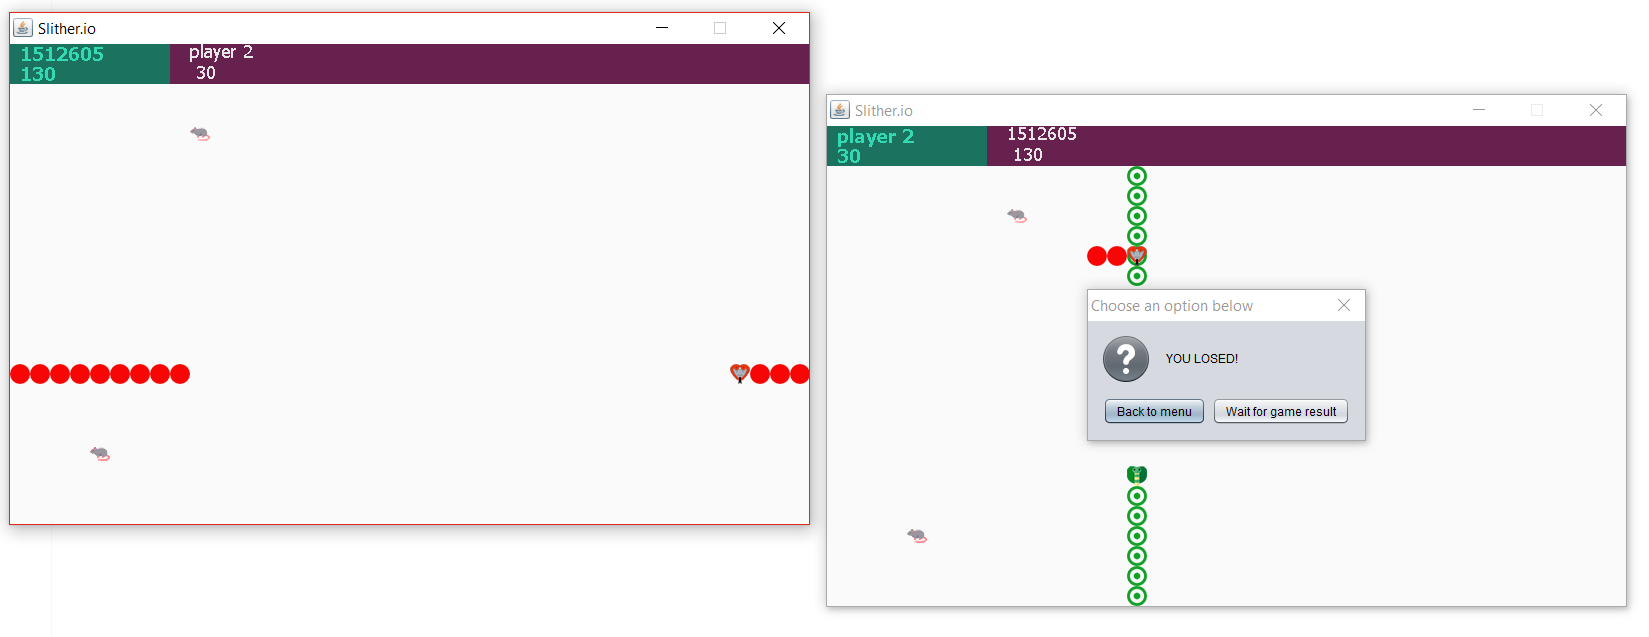 Slither.io
1512605
130
player 2
30
Slither.io
player 2
30
1512605
130
Choose an option below
YOU LOSED!
Back to menu
Wait for game result